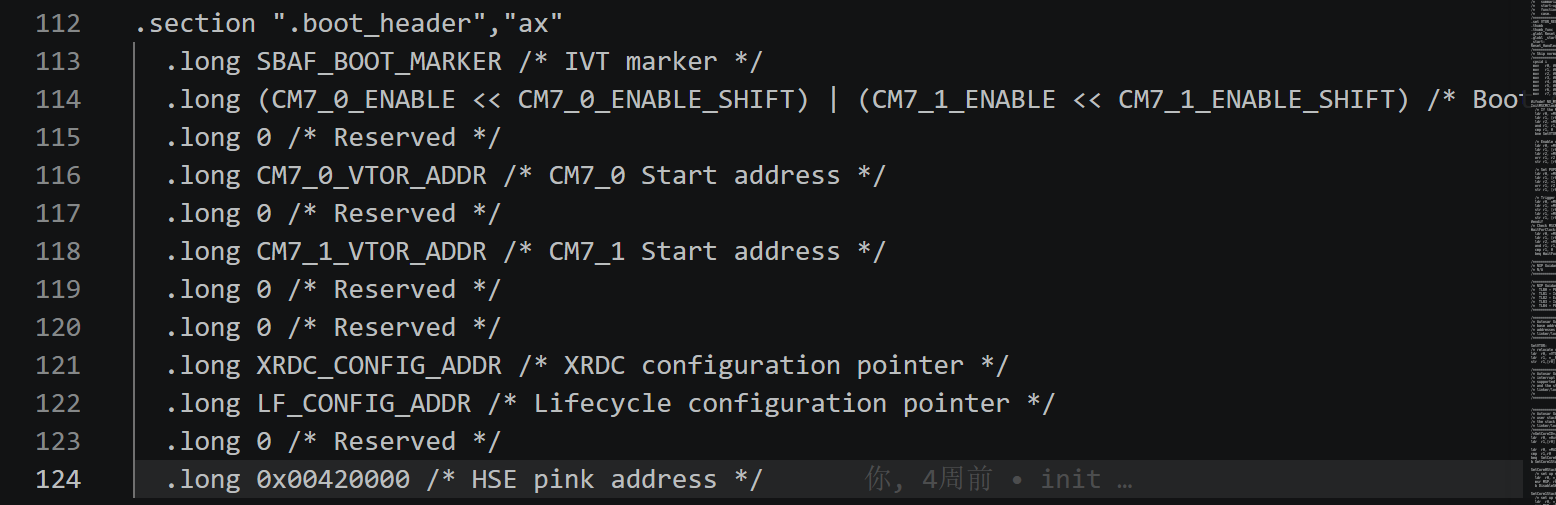 112 .section ".boot_header","ax"
113 .long SBAF_BOOT_MARKER /* IVT marker */
114 .long (CM7_0_ENABLE << CM7_0_ENABLE_SHIFT) | (CM7_1_ENABLE << CM7_1_ENABLE_SHIFT) /* Boo
115 .long 0 /* Reserved */
116 .long CM7_0_VTOR_ADDR /* CM7_0 Start address */
117 .long 0 /* Reserved */
118 .long CM7_1_VTOR_ADDR /* CM7_1 Start address */
119 .long 0 /* Reserved */
120 .long 0 /* Reserved */
121 .long XRDC_CONFIG_ADDR /* XRDC configuration pointer */
122 .long LF_CONFIG_ADDR /* Lifecycle configuration pointer */
123 .long 0 /* Reserved */
124 .long 0x00420000 /* HSE pink address */ 你, 4周前 • init …